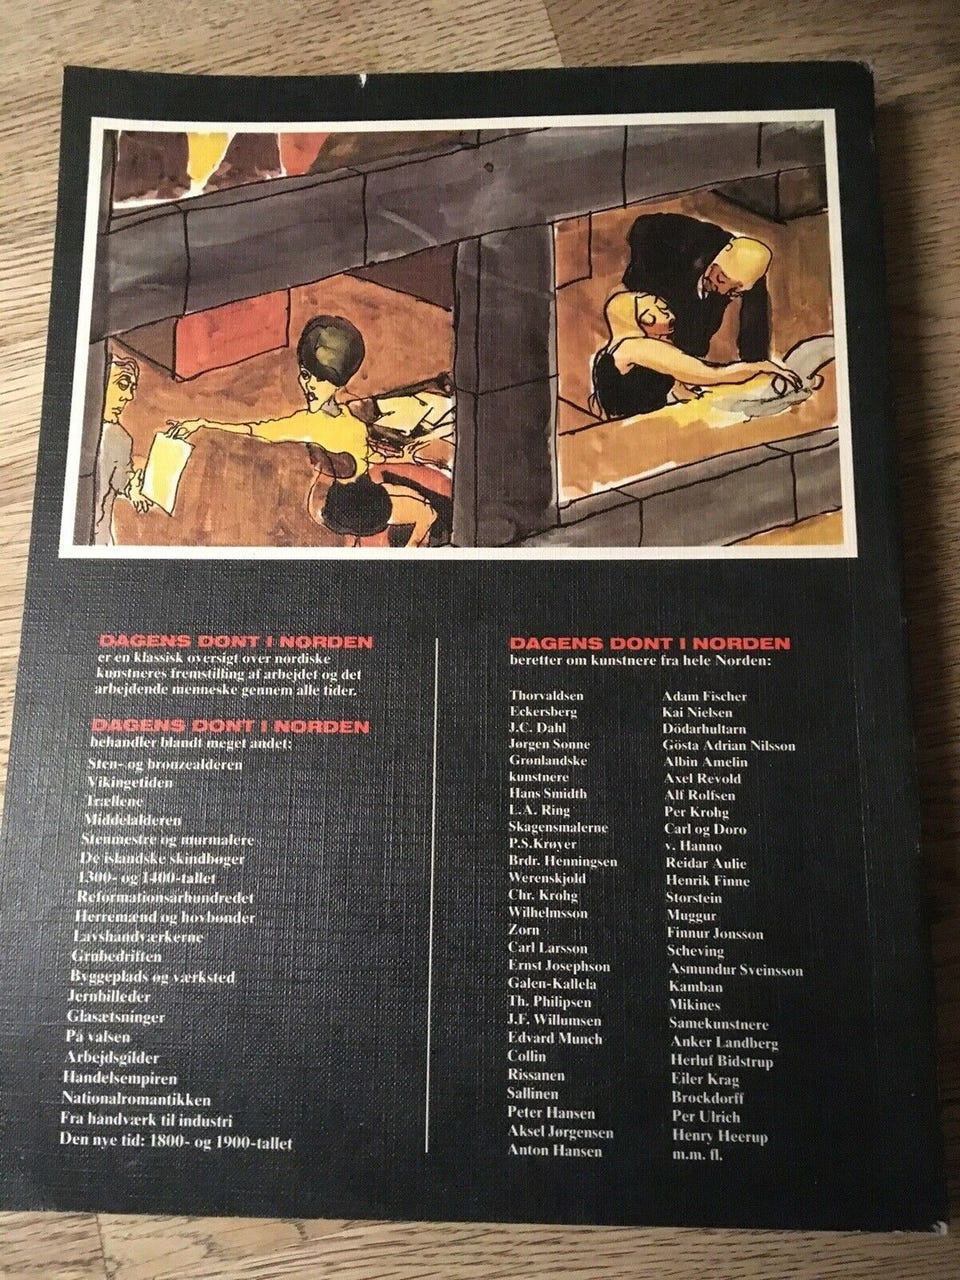 DAGENS DONT I NORDEN
er en klassisk oversigt over nordiske
kunstneres fremstilling af arbejdet og det
arbejdende menneske gennem alle tider.
DAGENS DONT I NORDEN
behandler blandt meget andet:
Sten- og bronzealderen
Vikingetiden
Trællene
Middelalderen
Stenmestre og murmalere
De islandske skindbøger
1300- og 1400-tallet
Reformationsårhundredet
Herremænd og hovbønder
Lavshandværkerne
Grubedriften
Byggeplads og værksted
Jernbilleder
Glasætsninger
På valsen
Arbejdsgilder
Handelsempiren
Nationalromantikken
Fra handværk til industri
Den nye tid: 1800- og 1900-tallet
DAGENS DONT I NORDEN
beretter om kunstnere fra hele Norden:
Thorvaldsen
Eckersberg
J.C. Dahl
Jørgen Sonne
Grønlandske
kunstnere
Hans Smidth
L.A. Ring
Skagensmalerne
P.S.Krøyer
Brdr. Henningsen
Werenskjold
Chr. Krohg
Wilhelmsson
Zorn
Carl Larsson
Ernst Josephson
Galen-Kallela
Th. Philipsen
J.F. Willumsen
Edvard Munch
Collin
Rissanen
Sallinen
Peter Hansen
Aksel Jørgensen
Anton Hansen
Adam Fischer
Kai Nielsen
Dödarhultarn
Gösta Adrian Nilsson
Albin Amelin
Axel Revold
Alf Rolfsen
Per Krohg
Carl og Doro
v. Hanno
Reidar Aulie
Henrik Finne
Storstein
Muggur
Finnur Jonsson
Scheving
Asmundur Sveinsson
Kamban
Mikines
Samekunstnere
Anker Landberg
Herluf Bidstrup
Eiler Krag
Brockdorff
Per Ulrich
Henry Heerup
m.m. fl.